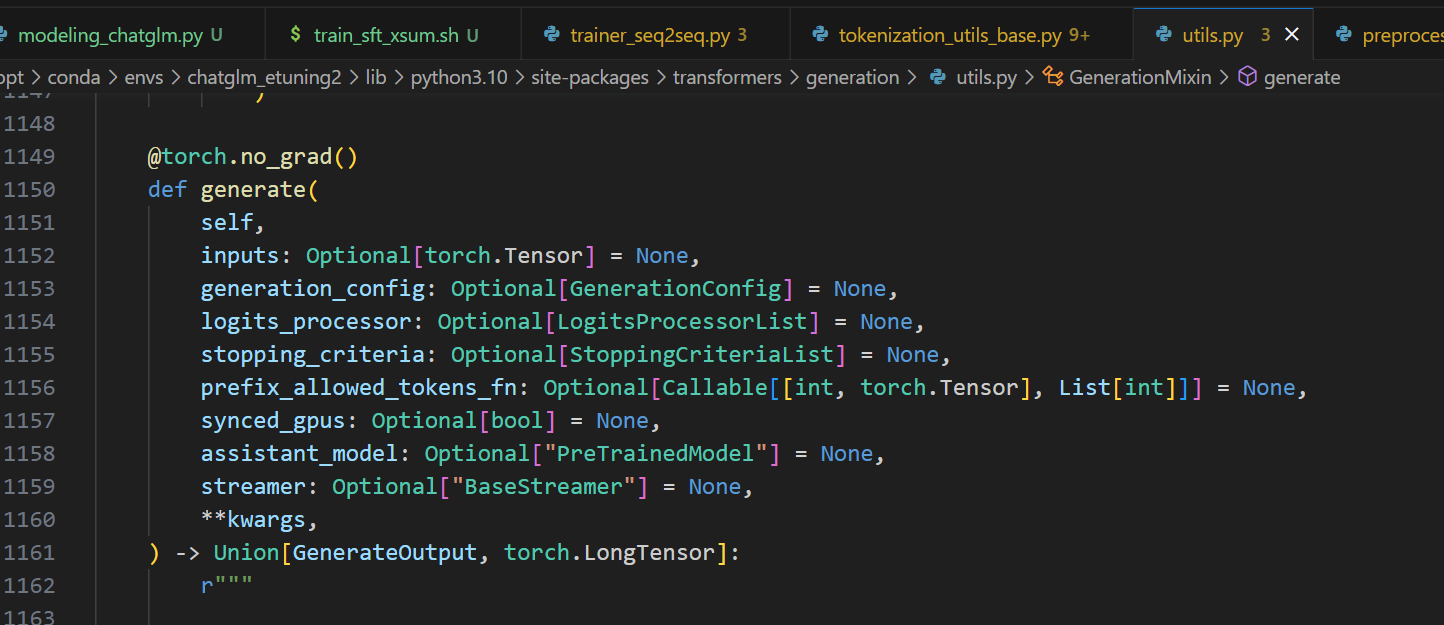 modeling_chatglm.py U $ train_sft_xsum.sh U trainer_seq2seq.py 3 tokenization_utils_base.py 9+ utils.py 3 preproces
opt > conda > envs > chatglm_etuning2 > lib > python3.10 > site-packages > transformers > generation > utils.py > GenerationMixin > generate
1147 )
1148
1149 @torch.no_grad()
1150 def generate(
1151 self,
1152 inputs: Optional[torch.Tensor] = None,
1153 generation_config: Optional[GenerationConfig] = None,
1154 logits_processor: Optional[LogitsProcessorList] = None,
1155 stopping_criteria: Optional[StoppingCriteriaList] = None,
1156 prefix_allowed_tokens_fn: Optional[Callable[[int, torch.Tensor], List[int]]] = None,
1157 synced_gpus: Optional[bool] = None,
1158 assistant_model: Optional["PreTrainedModel"] = None,
1159 streamer: Optional["BaseStreamer"] = None,
1160 **kwargs,
1161 ) -> Union[GenerateOutput, torch.LongTensor]:
1162 r"""
1163